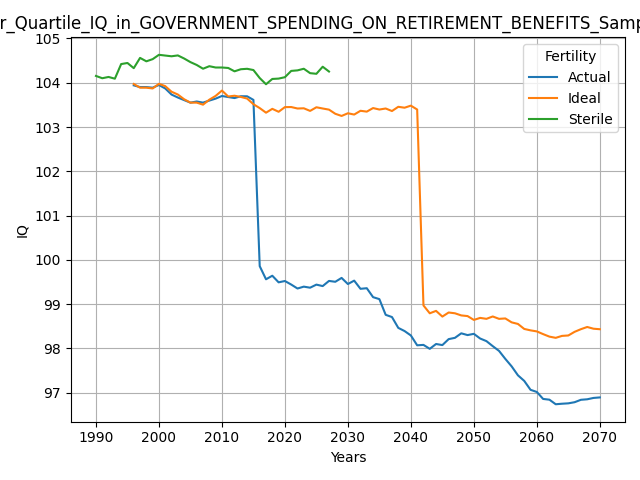 r_Quartile_IQ_in_GOVERNMENT_SPENDING_ON_RETIREMENT_BENEFITS_Samp
105
104
103
102
101
100
99
98
97
IQ
Fertility
Actual
Ideal
Sterile
1990 2000 2010 2020 2030 2040 2050 2060 2070
Years